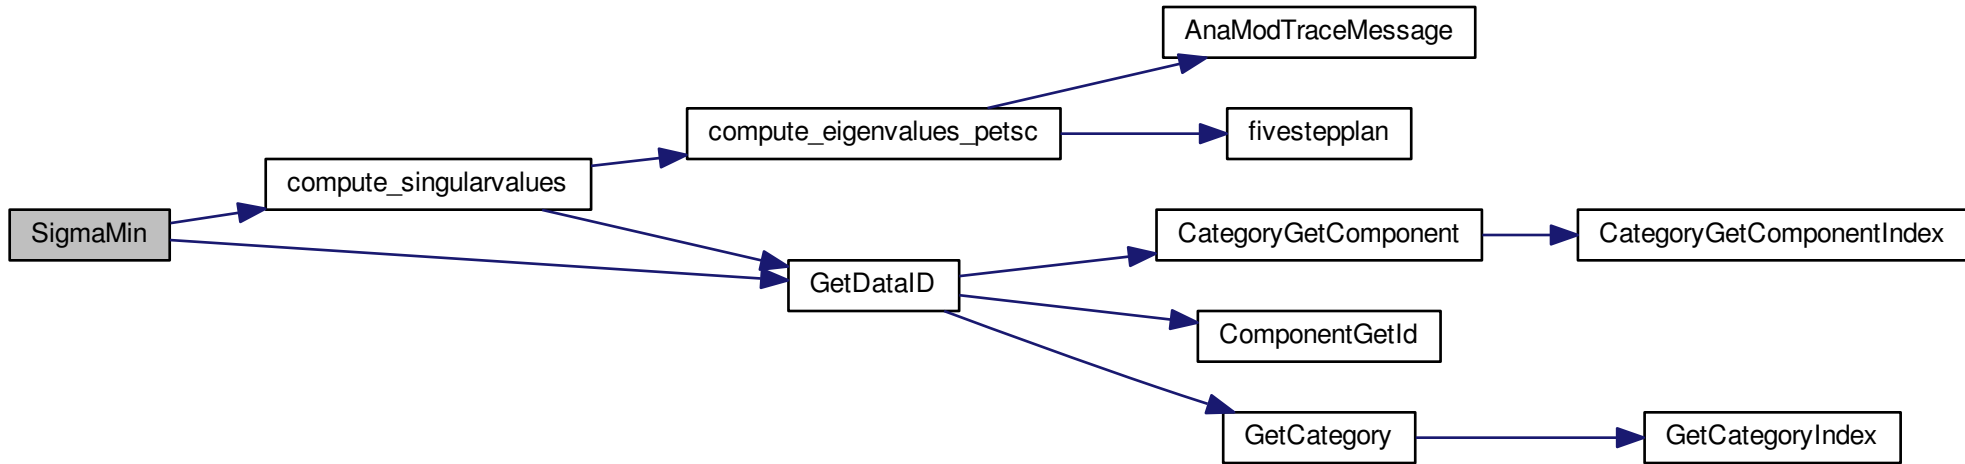 AnaModTraceMessage
compute_eigenvalues_petsc
fivestepplan
compute_singularvalues
SigmaMin
CategoryGetComponent
CategoryGetComponentIndex
GetDataID
ComponentGetId
GetCategory
GetCategoryIndex